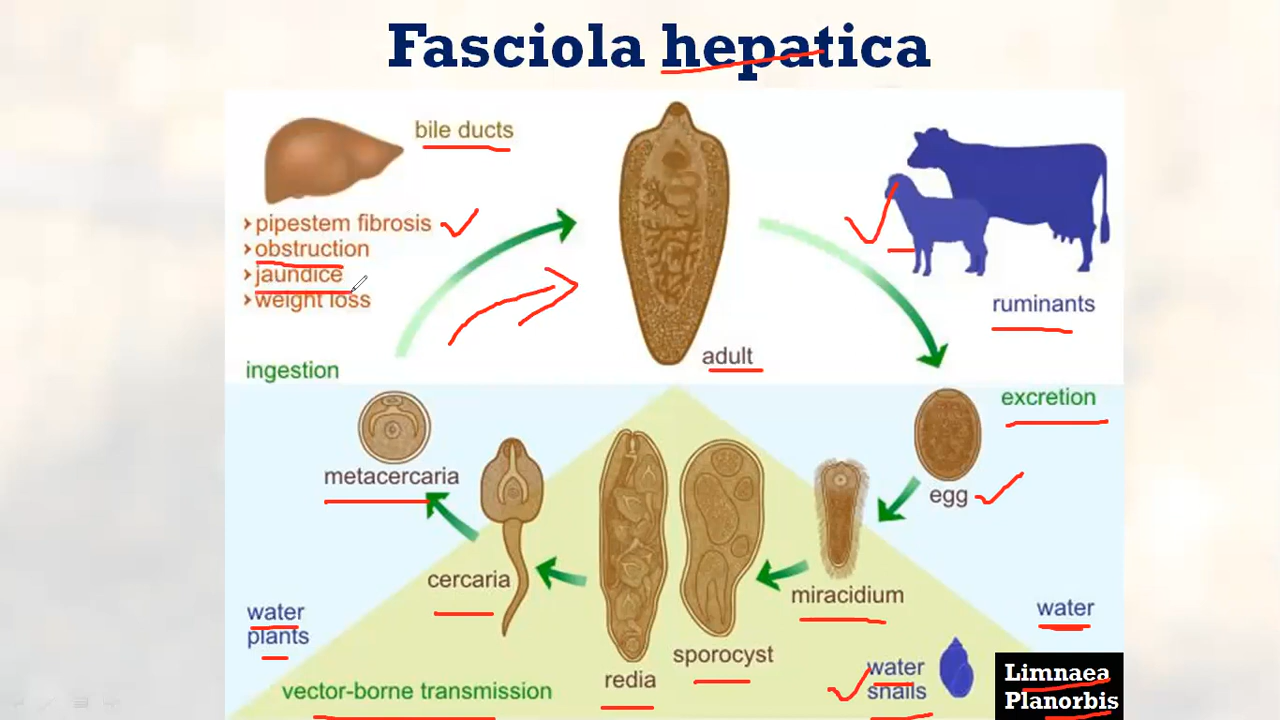 Fasciola hepatica
bile ducts
pipestem fibrosis
obstruction
jaundice
weight loss
ingestion
adult
ruminants
excretion
egg
metacercaria
cercaria
redia
sporocyst
miracidium
water
plants
water
water
snails
vector-borne transmission
Limnaea
Planorbis